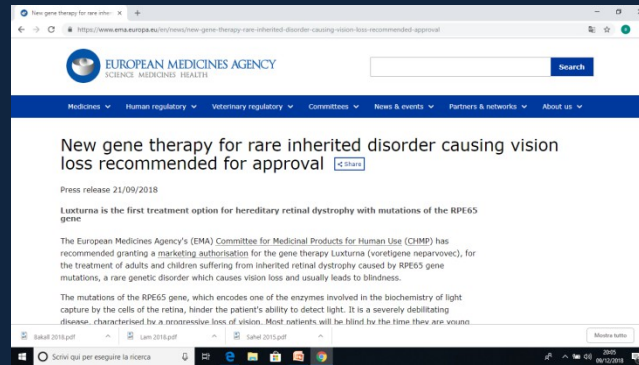 New gene therapy for rare inher
https://www.ema.europa.eu/en/news/new-gene-therapy-rare-inherited-disorder-causing-vision-loss-recommended-approval
EUROPEAN MEDICINES AGENCY
SCIENCE MEDICINES HEALTH
Search
Medicines Human regulatory Veterinary regulatory Committees News & events Partners & networks About us
New gene therapy for rare inherited disorder causing vision
loss recommended for approval Share
Press release 21/09/2018
Luxturna is the first treatment option for hereditary retinal dystrophy with mutations of the RPE65
gene
The European Medicines Agency's (EMA) Committee for Medicinal Products for Human Use (CHMP) has
recommended granting a marketing authorisation for the gene therapy Luxturna (voretigene neparvovec), for
the treatment of adults and children suffering from inherited retinal dystrophy caused by RPE65 gene
mutations, a rare genetic disorder which causes vision loss and usually leads to blindness.
The mutations of the RPE65 gene, which encodes one of the enzymes involved in the biochemistry of light
capture by the cells of the retina, hinder the patient's ability to detect light. It is a severely debilitating
disease, characterised by a progressive loss of vision. Most patients will be blind by the time they are young
Bakall 2018.pdf Lam 2018.pdf Sahel 2015.pdf Mostra tutto
Scrivi qui per eseguire la ricerca 20:05
09/12/2018